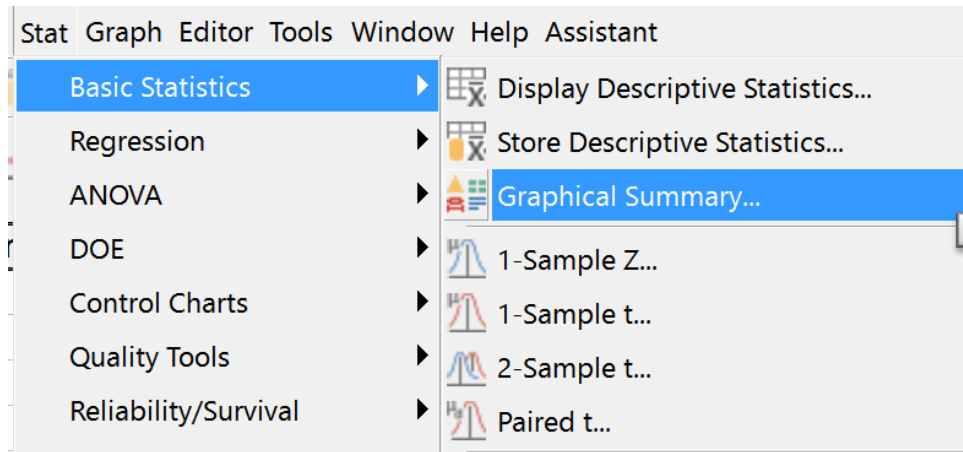 Stat Graph Editor Tools Window Help Assistant
Basic Statistics
Regression
ANOVA
DOE
Control Charts
Quality Tools
Reliability/Survival
Display Descriptive Statistics...
Store Descriptive Statistics...
Graphical Summary...
1-Sample Z...
1-Sample t...
2-Sample t...
Paired t...